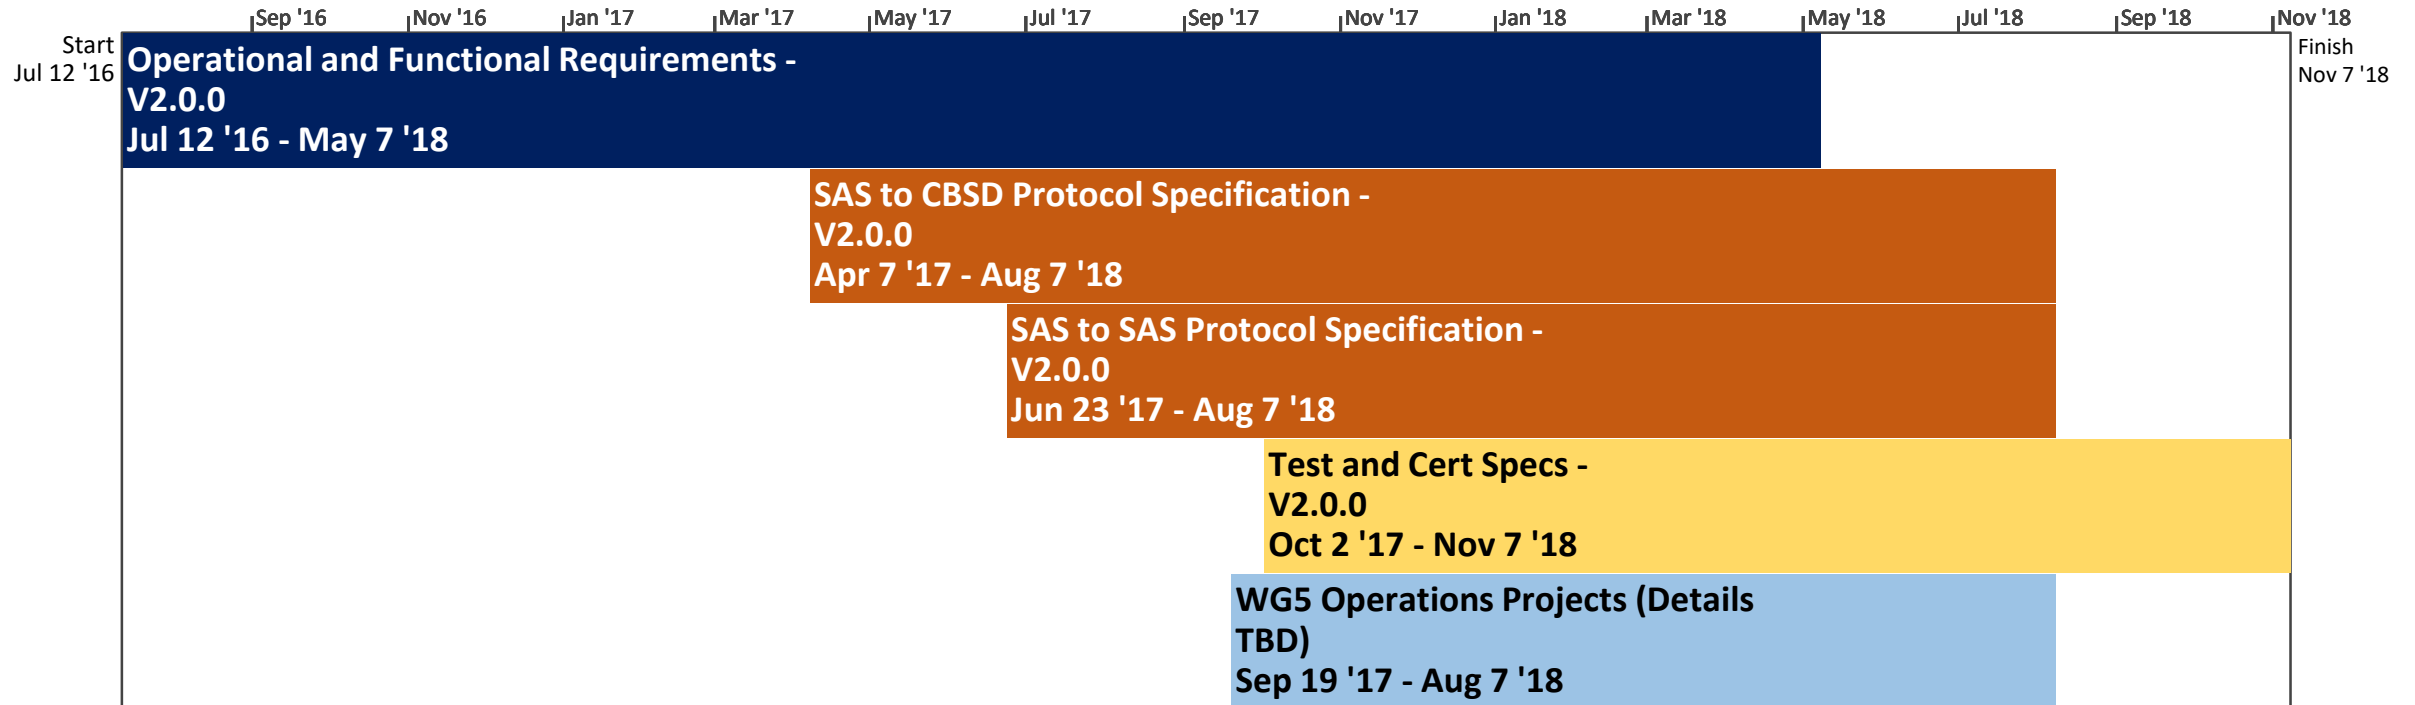 Sep '16
Nov '16
Jan '17
Mar '17
May '17
Jul '17
Sep '17
Nov '17
Jan '18
Mar '18
May '18
Jul '18
Sep '18
Nov '18
Start
Jul 12 '16
Finish
Nov 7 '18
Operational and Functional Requirements -
V2.0.0
Jul 12 '16 - May 7 '18
SAS to CBSD Protocol Specification -
V2.0.0
Apr 7 '17 - Aug 7 '18
SAS to SAS Protocol Specification -
V2.0.0
Jun 23 '17 - Aug 7 '18
Test and Cert Specs -
V2.0.0
Oct 2 '17 - Nov 7 '18
WG5 Operations Projects (Details
TBD)
Sep 19 '17 - Aug 7 '18